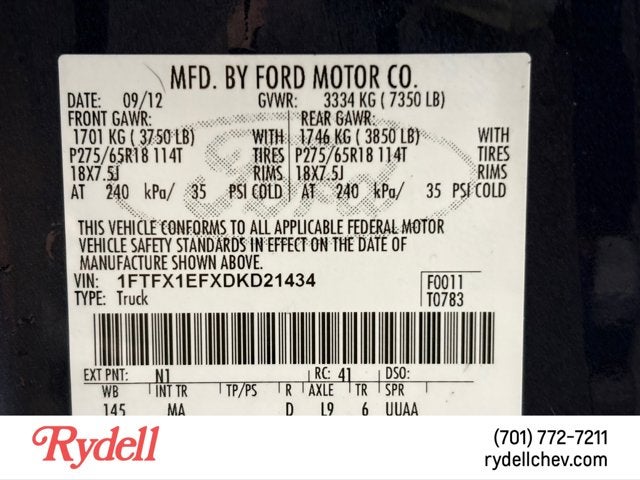 MFD. BY FORD MOTOR CO.
DATE: 09/12 GVWR: 3334 KG ( 7350 LB)
FRONT GAWR: REAR GAWR:
1701 KG ( 3750 LB) WITH 1746 KG ( 3850 LB) WITH
P275/65R18 114T TIRES P275/65R18 114T TIRES
18X7.5J RIMS 18X7.5J RIMS
AT 240 kPa/ 35 PSI COLD AT 240 kPa/ 35 PSI COLD
Ford
THIS VEHICLE CONFORMS TO ALL APPLICABLE FEDERAL MOTOR
VEHICLE SAFETY STANDARDS IN EFFECT ON THE DATE OF
MANUFACTURE SHOWN ABOVE.
VIN: 1FTFX1EFXDKD21434 F0011
TYPE: Truck T0783
EXT PNT: N1 RC: 41 DSO:
WB INT TR TP/PS R AXLE TR SPR
145 MA D L9 6 UUAA
Rydell
(701) 772-7211
rydellchev.com